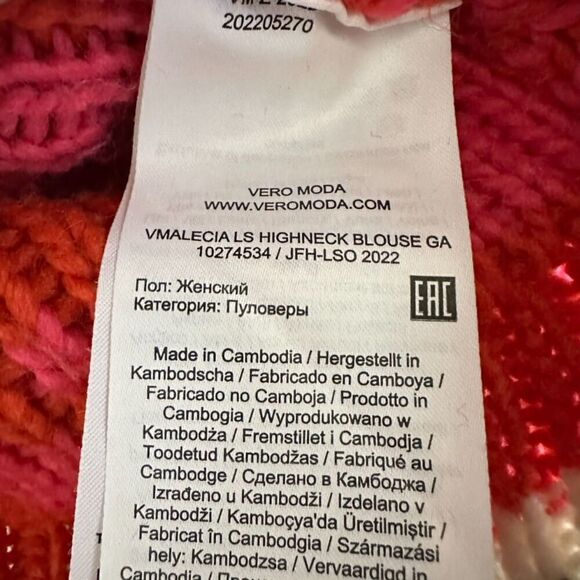 202205270
VERO MODA
WWW.VEROMODA.COM
VMALECIA LS HIGHNECK BLOUSE GA
10274534 / JFH-LSO 2022
Пол: Женский
Категория: Пуловеры
EAC
Made in Cambodia / Hergestellt in
Kambodscha / Fabricado en Camboya /
Fabricado no Camboja / Prodotto in
Cambogia / Wyprodukowano w
Kambodża / Fremstillet i Cambodja /
Toodetud Kambodžas / Fabriqué au
Cambodge / Сделано в Камбоджа /
Izrađeno u Kambodži / Izdelano v
Kambodži / Kamboçya'da Üretilmiştir /
Fabricat în Cambodgia / Származási
hely: Kambodzsa / Vervaardigd in
Cambodja /